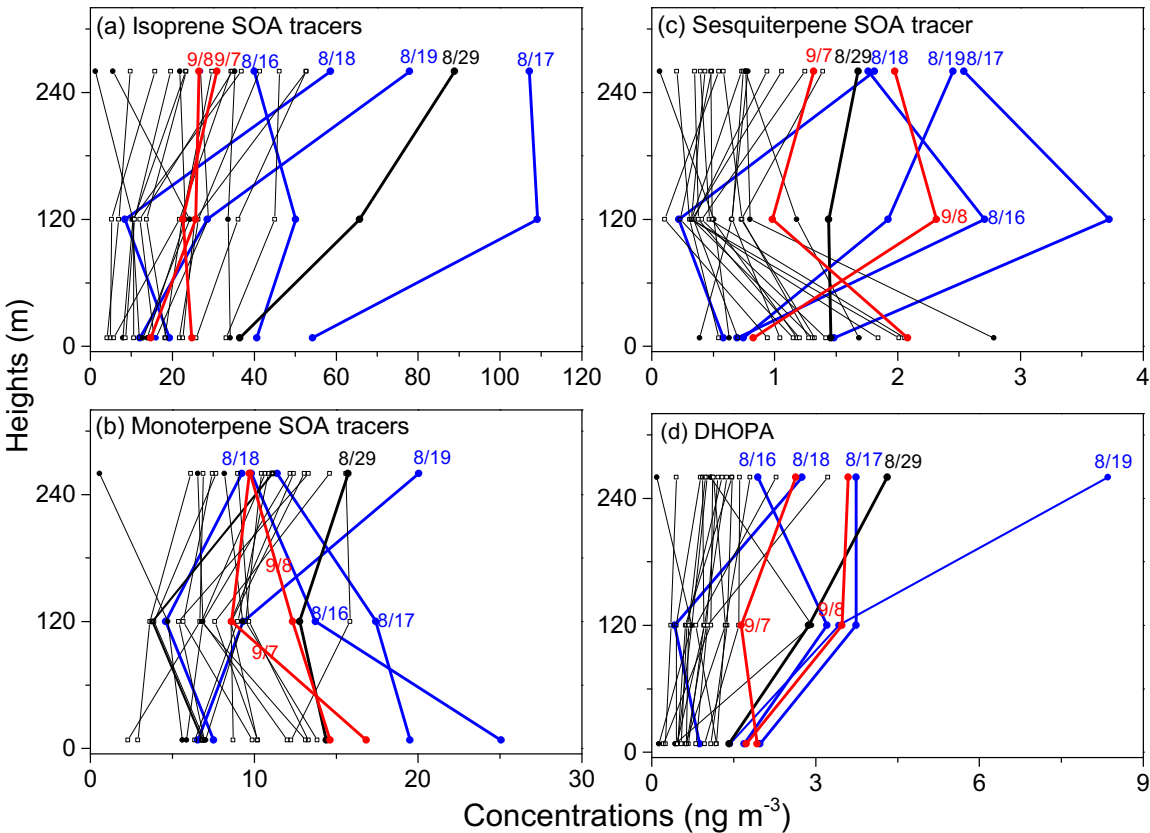 (a) Isoprene SOA tracers
9/8 9/7 8/16 8/18 8/19 8/29 8/17
240
120
0
0 20 40 60 80 100 120
(c) Sesquiterpene SOA tracer
9/7 8/29 8/18 8/19 8/17
9/8 8/16
240
120
0
0 1 2 3 4
Heights (m)
(b) Monoterpene SOA tracers
8/18 8/29 8/19
9/8
8/16 8/17
9/7
240
120
0
0 10 20 30
(d) DHOPA
8/16 8/18 8/17 8/29 8/19
9/7 9/8
240
120
0
0 3 6 9
Concentrations (ng m⁻³)